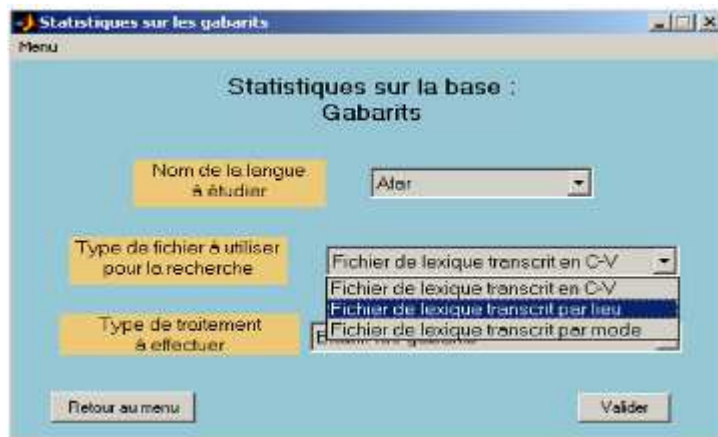 Statistiques sur les gabarits
Menu
Statistiques sur la base :
Gabarits
Nom de la langue
à étudier
Afar
Type de fichier à utiliser
pour la recherche
Fichier de lexique transcrit en C-V
Fichier de lexique transcrit en C-V
Fichier de lexique transcrit par lieu
Fichier de lexique transcrit par mode
Type de traitement
à effectuer
Retour au menu
Valider